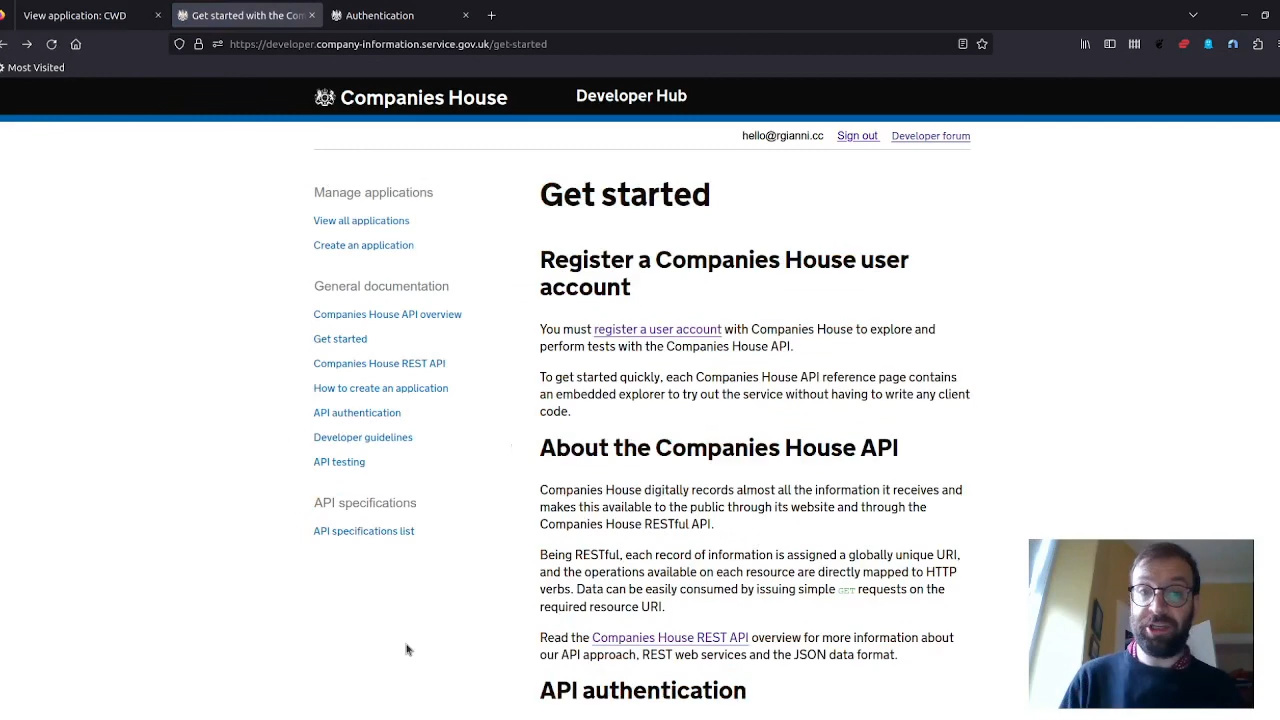 View application: CWD
Get started with the Com
Authentication
https://developer.company-information.service.gov.uk/get-started
Most Visited
Companies House
Developer Hub
hello@rgianni.cc Sign out Developer forum
Manage applications
View all applications
Create an application
General documentation
Companies House API overview
Get started
Companies House REST API
How to create an application
API authentication
Developer guidelines
API testing
API specifications
API specifications list
Get started
Register a Companies House user
account
You must register a user account with Companies House to explore and
perform tests with the Companies House API.
To get started quickly, each Companies House API reference page contains
an embedded explorer to try out the service without having to write any client
code.
About the Companies House API
Companies House digitally records almost all the information it receives and
makes this available to the public through its website and through the
Companies House RESTful API.
Being RESTful, each record of information is assigned a globally unique URI,
and the operations available on each resource are directly mapped to HTTP
verbs. Data can be easily consumed by issuing simple GET requests on the
required resource URI.
Read the Companies House REST API overview for more information about
our API approach, REST web services and the JSON data format.
API authentication